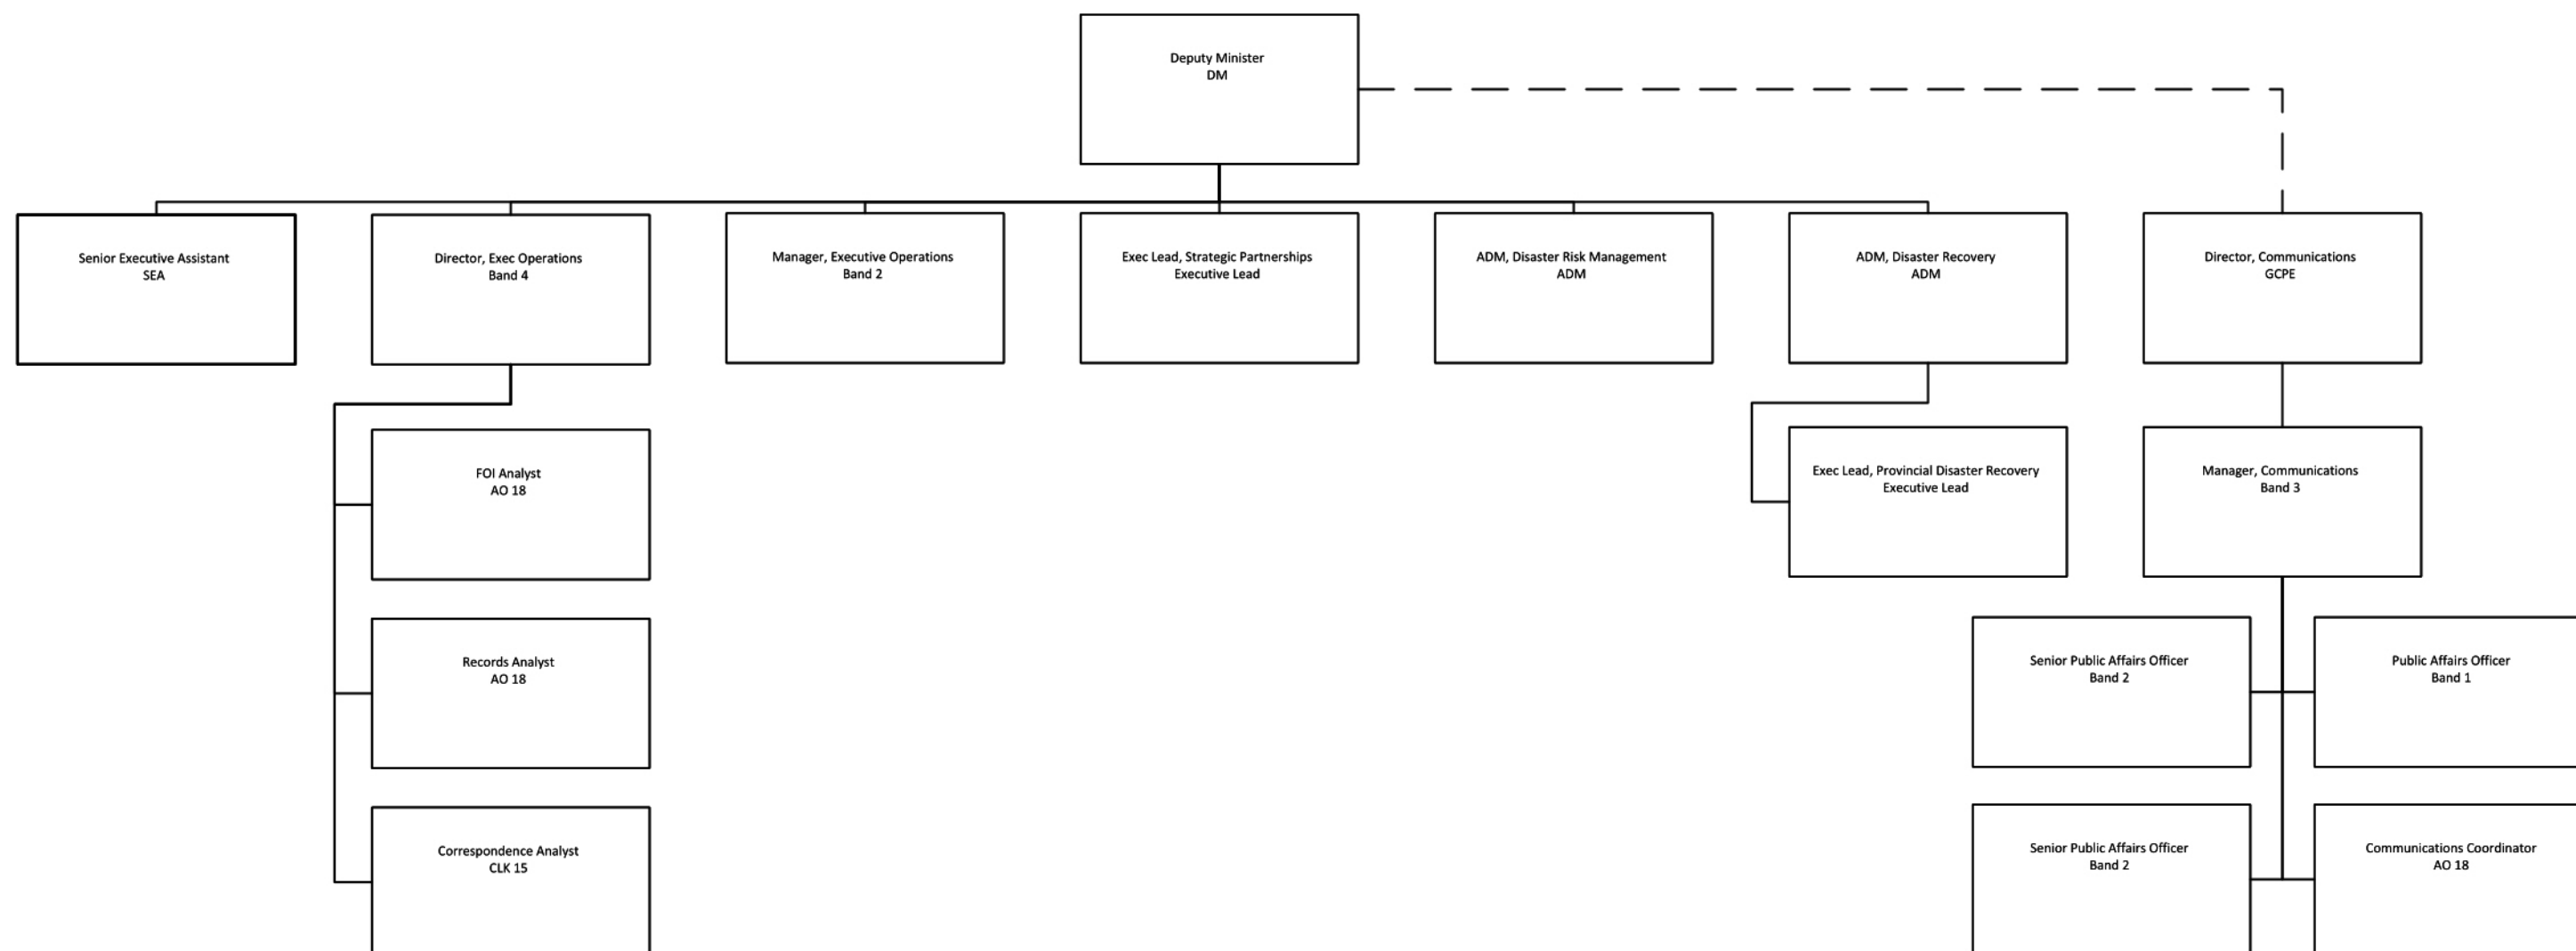 Deputy Minister
DM
Senior Executive Assistant
SEA
Director, Exec Operations
Band 4
Manager, Executive Operations
Band 2
Exec Lead, Strategic Partnerships
Executive Lead
ADM, Disaster Risk Management
ADM
ADM, Disaster Recovery
ADM
Director, Communications
GCPE
FOI Analyst
AO 18
Exec Lead, Provincial Disaster Recovery
Executive Lead
Manager, Communications
Band 3
Records Analyst
AO 18
Senior Public Affairs Officer
Band 2
Public Affairs Officer
Band 1
Correspondence Analyst
CLK 15
Senior Public Affairs Officer
Band 2
Communications Coordinator
AO 18